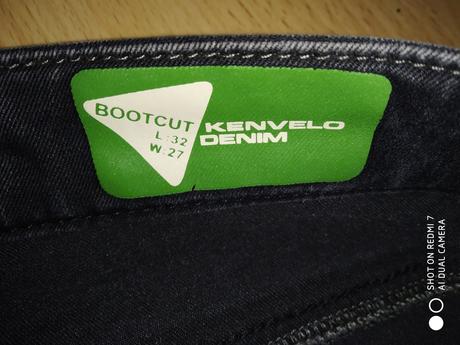 BOOTCUT
L:32
W:27
KENVELO
DENIM
SHOT ON REDMI 7
AI DUAL CAMERA